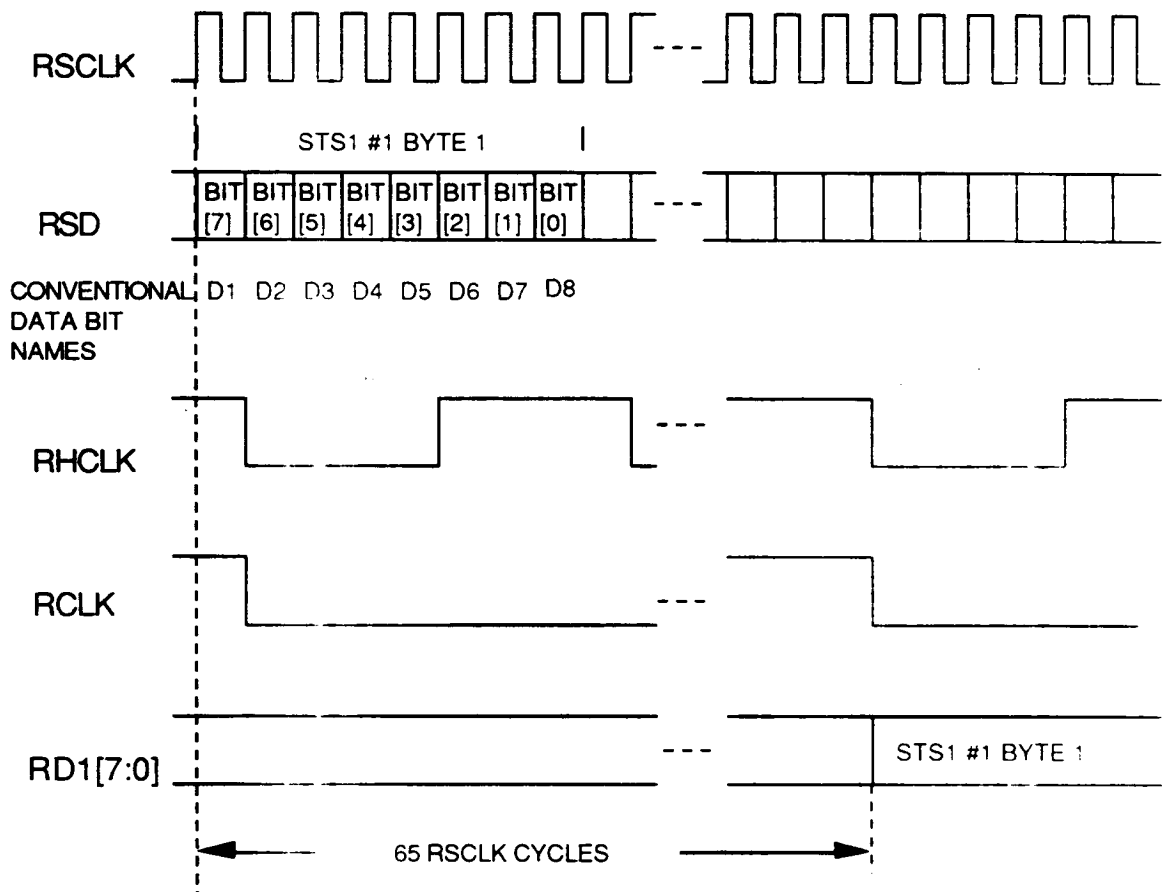 RSCLK
STS1 #1 BYTE 1
BIT BIT BIT BIT BIT BIT BIT BIT
[7] [6] [5] [4] [3] [2] [1] [0]
RSD
CONVENTIONAL D1 D2 D3 D4 D5 D6 D7 D8
DATA BIT
NAMES
RHCLK
RCLK
RD1[7:0]
STS1 #1 BYTE 1
65 RSCLK CYCLES